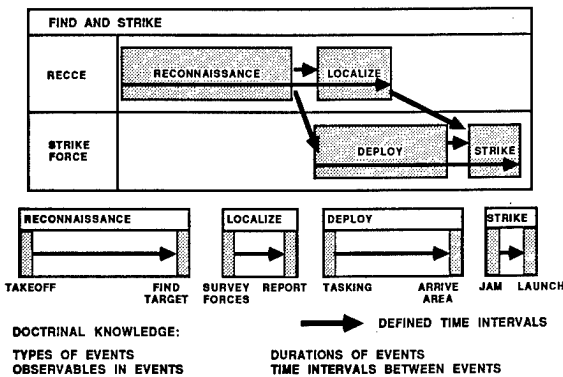 FIND AND STRIKE
RECCE
RECONNAISSANCE
LOCALIZE
STRIKE
FORCE
DEPLOY
STRIKE
RECONNAISSANCE
LOCALIZE
DEPLOY
STRIKE
TAKEOFF
FIND
TARGET
SURVEY
FORCES
REPORT
TASKING
ARRIVE
AREA
JAM
LAUNCH
DEFINED TIME INTERVALS
DOCTRINAL KNOWLEDGE:
TYPES OF EVENTS
OBSERVABLES IN EVENTS
DURATIONS OF EVENTS
TIME INTERVALS BETWEEN EVENTS